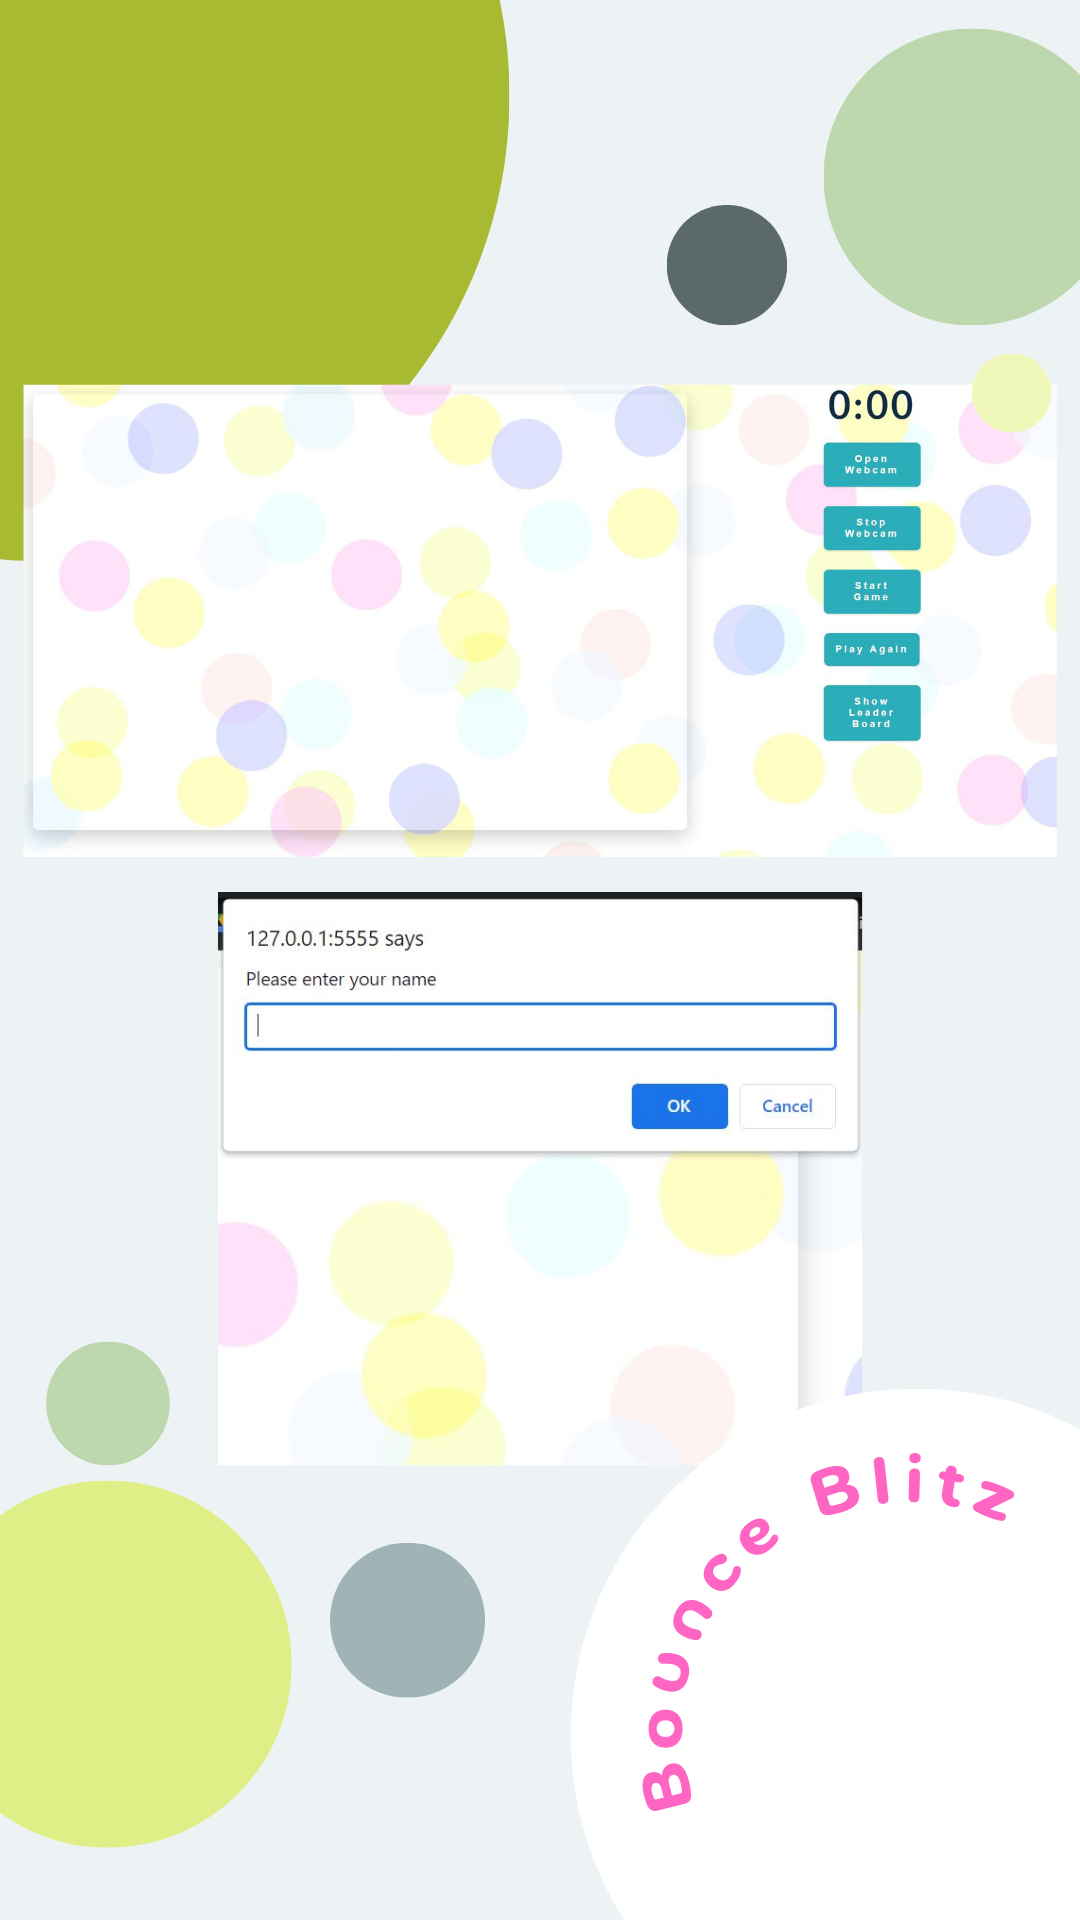 0:00
Open
Webcam
Stop
Webcam
Start
Game
Play Again
Show
Leader
Board
127.0.0.1:5555 says
Please enter your name
OK
Cancel
Bounce Blitz